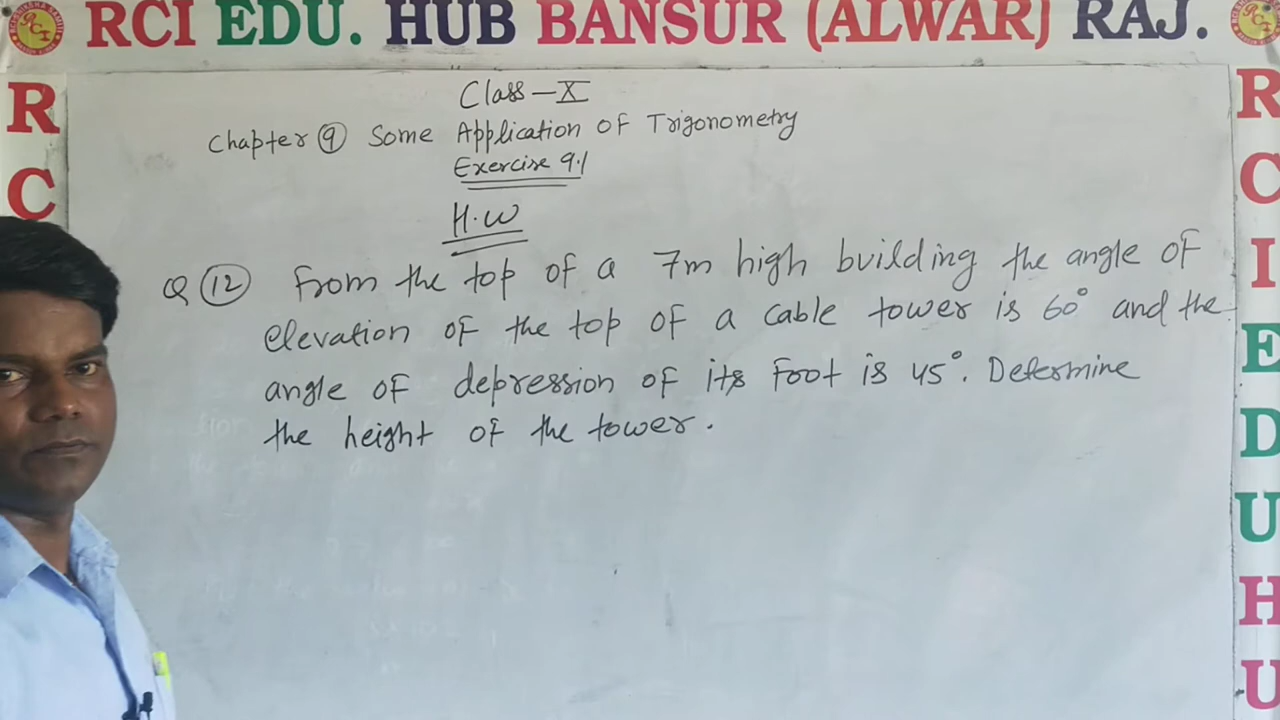 RCI EDU. HUB BANSUR (ALWAR) RAJ.
R
C
Class-X
Chapter 9 Some Application of Trigonometry
Exercise 9.1
H.W
Q 12 From the top of a 7m high building the angle of
elevation of the top of a cable tower is 60° and the
angle of depression of its foot is 45°. Determine
the height of the tower.
R
C
I
E
D
U
H
U